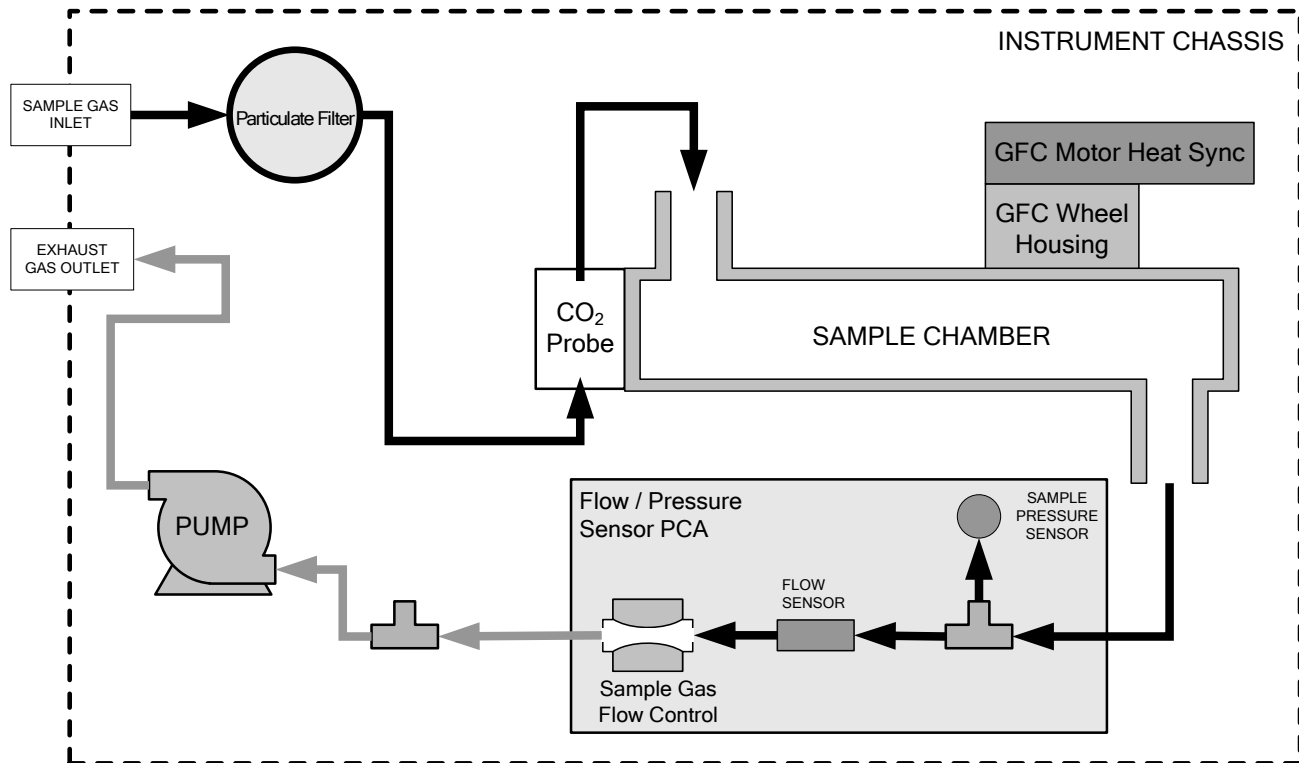 INSTRUMENT CHASSIS
SAMPLE GAS
INLET
Particulate Filter
GFC Motor Heat Sync
GFC Wheel
Housing
EXHAUST
GAS OUTLET
CO₂
Probe
SAMPLE CHAMBER
Flow / Pressure
Sensor PCA
SAMPLE
PRESSURE
SENSOR
PUMP
FLOW
SENSOR
Sample Gas
Flow Control